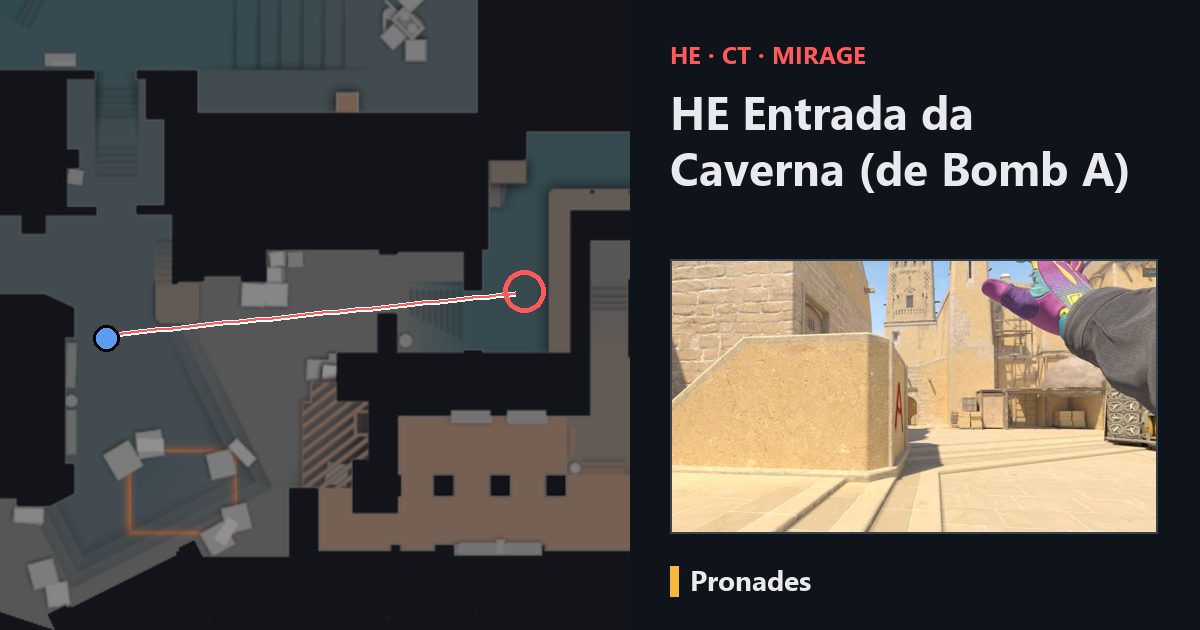 HE · CT · MIRAGE
HE Entrada da
Caverna (de Bomb A)
A
Pronades